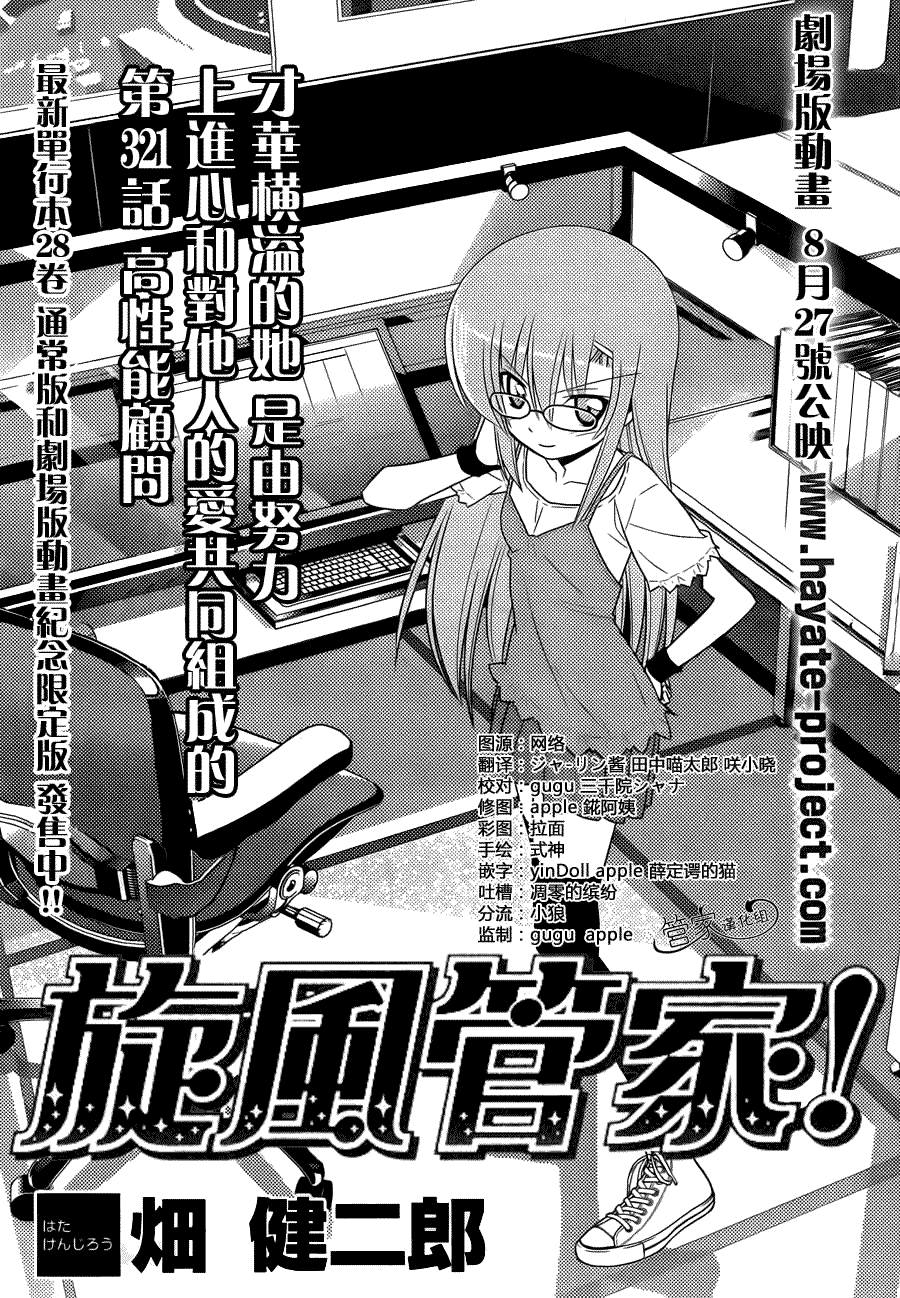 劇場版動畫 8月27號公映 www.hayate-project.com
才華橫溢的她 是由努力
上進心和對他人的愛共同組成的
第321話 高性能顧問
最新單行本28卷 通常版和劇場版動畫紀念限定版 發售中!!
图源：网络
翻译：ジャ-リン酱 田中喵太郎 咲小晓
校对：gugu 三千院シャナ
修图：apple 銾阿姨
彩图：拉面
手绘：式神
嵌字：yinDoll apple 薛定谔的猫
吐槽：凋零的缤纷
分流：小狼
监制：gugu apple
管家漢化組
旋風管家!
はた
けんじろう
畑 健二郎